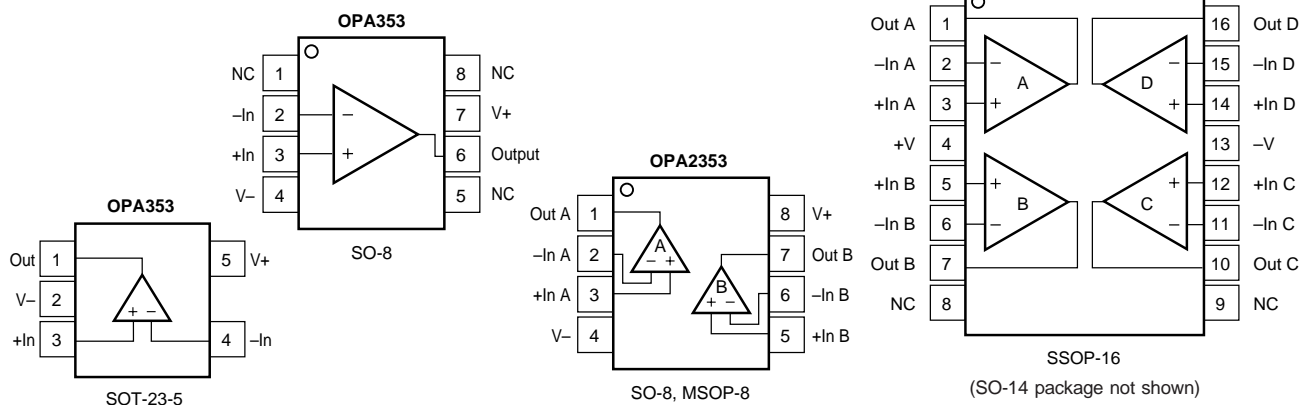 OPA353
Out 1
V– 2
+In 3
5 V+
4 –In
+ –
SOT-23-5
OPA353
NC 1
–In 2
+In 3
V– 4
8 NC
7 V+
6 Output
5 NC
–
+
SO-8
OPA2353
Out A 1
–In A 2
+In A 3
V– 4
8 V+
7 Out B
6 –In B
5 +In B
A
– +
B
+ –
SO-8, MSOP-8
Out A 1
–In A 2
+In A 3
+V 4
+In B 5
–In B 6
Out B 7
NC 8
16 Out D
15 –In D
14 +In D
13 –V
12 +In C
11 –In C
10 Out C
9 NC
–
A
+
–
D
+
+
B
–
+
C
–
SSOP-16
(SO-14 package not shown)